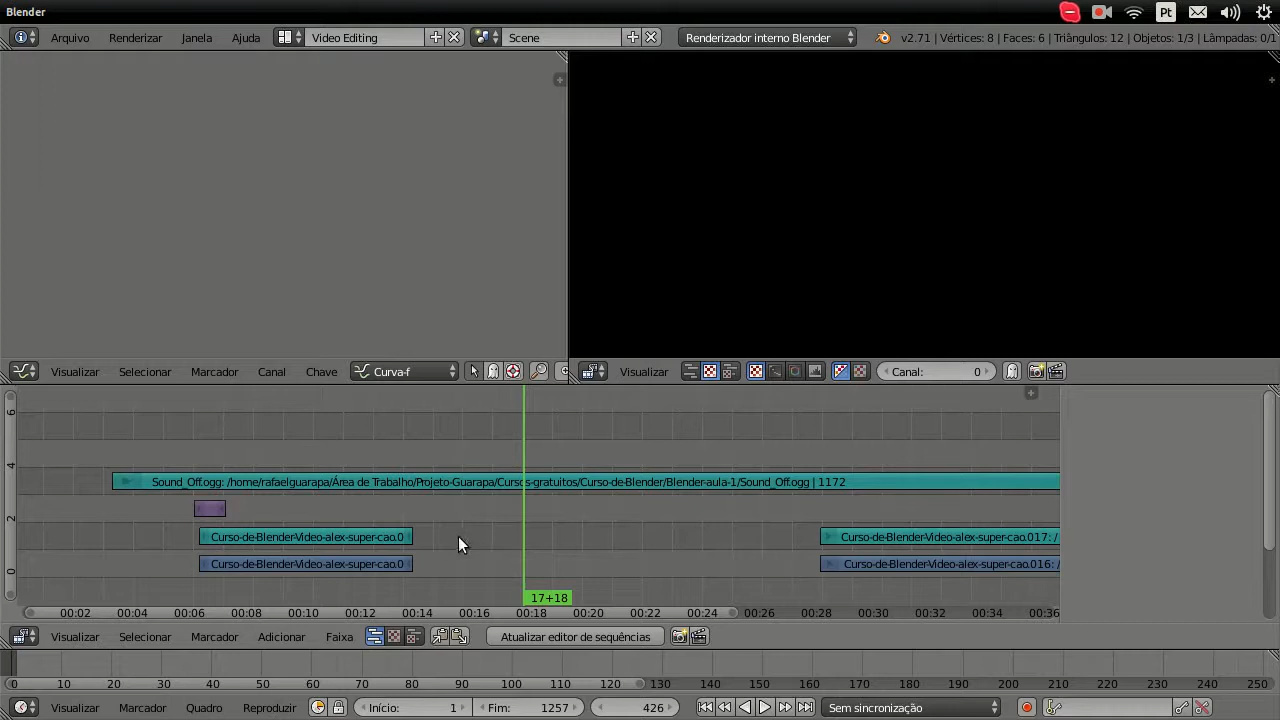 Blender
Pt
Arquivo Renderizar Janela Ajuda Video Editing Scene Renderizador interno Blender v2.71 | Vértices: 8 | Faces: 6 | Triângulos: 12 | Objetos: 1/3 | Lâmpadas: 0/1
Visualizar Selecionar Marcador Canal Chave Curva-f Visualizar Canal: 0
6
4
Sound_Off.ogg: /home/rafaelguarapa/Área de Trabalho/Projeto-Guarapa/Cursos-gratuitos/Curso-de-Blender/Blender-aula-1/Sound_Off.ogg | 1172
2
Curso-de-BlenderVideo-alex-super-cao.0 Curso-de-BlenderVideo-alex-super-cao.017: /
Curso-de-BlenderVideo-alex-super-cao.0 Curso-de-BlenderVideo-alex-super-cao.016: /
0
17+18
00:02 00:04 00:06 00:08 00:10 00:12 00:14 00:16 00:18 00:20 00:22 00:24 00:26 00:28 00:30 00:32 00:34 00:36
Visualizar Selecionar Marcador Adicionar Faixa Atualizar editor de sequências
0 10 20 30 40 50 60 70 80 90 100 110 120 130 140 150 160 170 180 190 200 210 220 230 240 250
Visualizar Marcador Quadro Reproduzir Início: 1 Fim: 1257 426 Sem sincronização